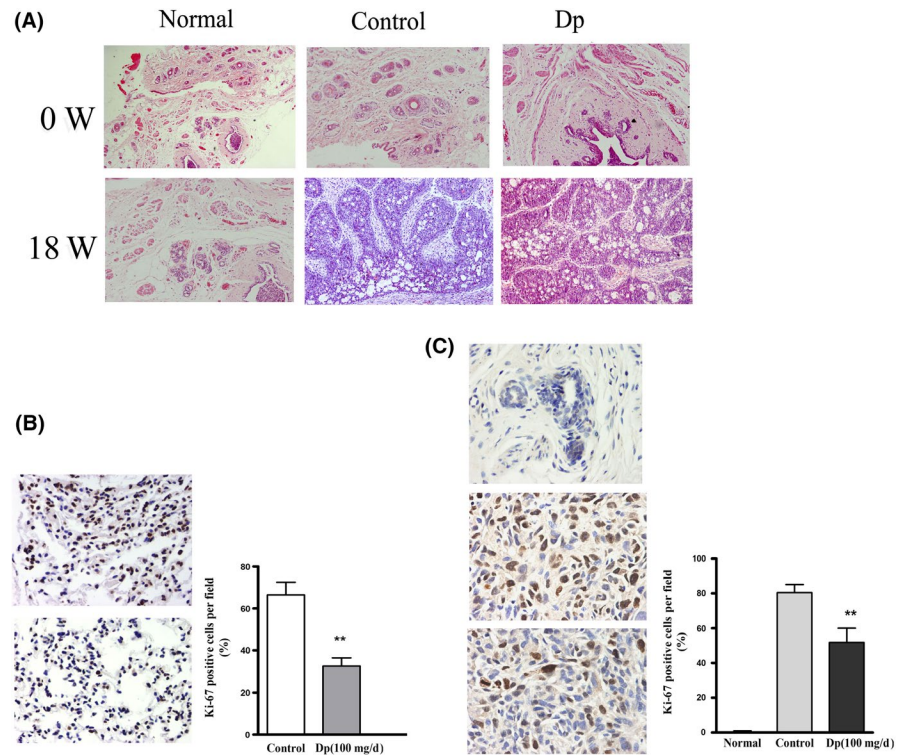 (A)
Normal Control Dp
0 W
18 W
(B)
Ki-67 positive cells per field
(%)
80
60
40
20
0
**
Control Dp(100 mg/d)
(C)
Ki-67 positive cells per field
(%)
100
80
60
40
20
0
**
Normal Control Dp(100 mg/d)